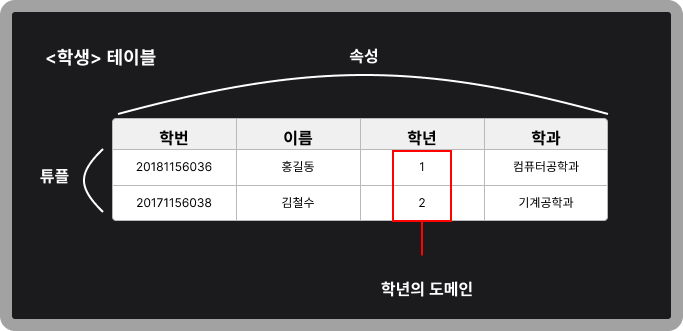 <학생> 테이블
속성
학번 이름 학년 학과
튜플
20181156036 홍길동 1 컴퓨터공학과
20171156038 김철수 2 기계공학과
학년의 도메인